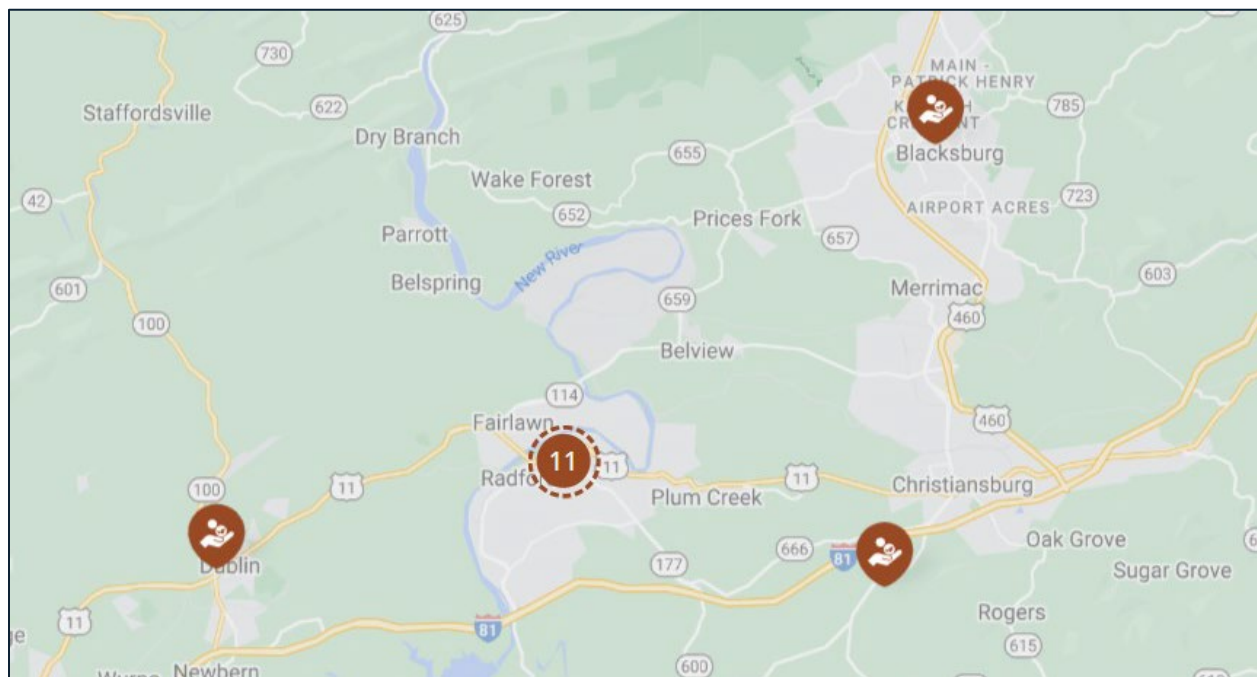 625
730
MAIN -
PATRICK HENRY
622
785
Staffordsville
Dry Branch
655
Blacksburg
Wake Forest
42
652
723
AIRPORT ACRES
Prices Fork
Parrott
657
New River
Belspring
603
601
Merrimac
659
100
460
Belview
114
Fairlawn
460
11
11
100
11
11
Plum Creek
Christiansburg
666
Oak Grove
81
177
Dublin
Sugar Grove
Rogers
11
81
615
600
Newbern